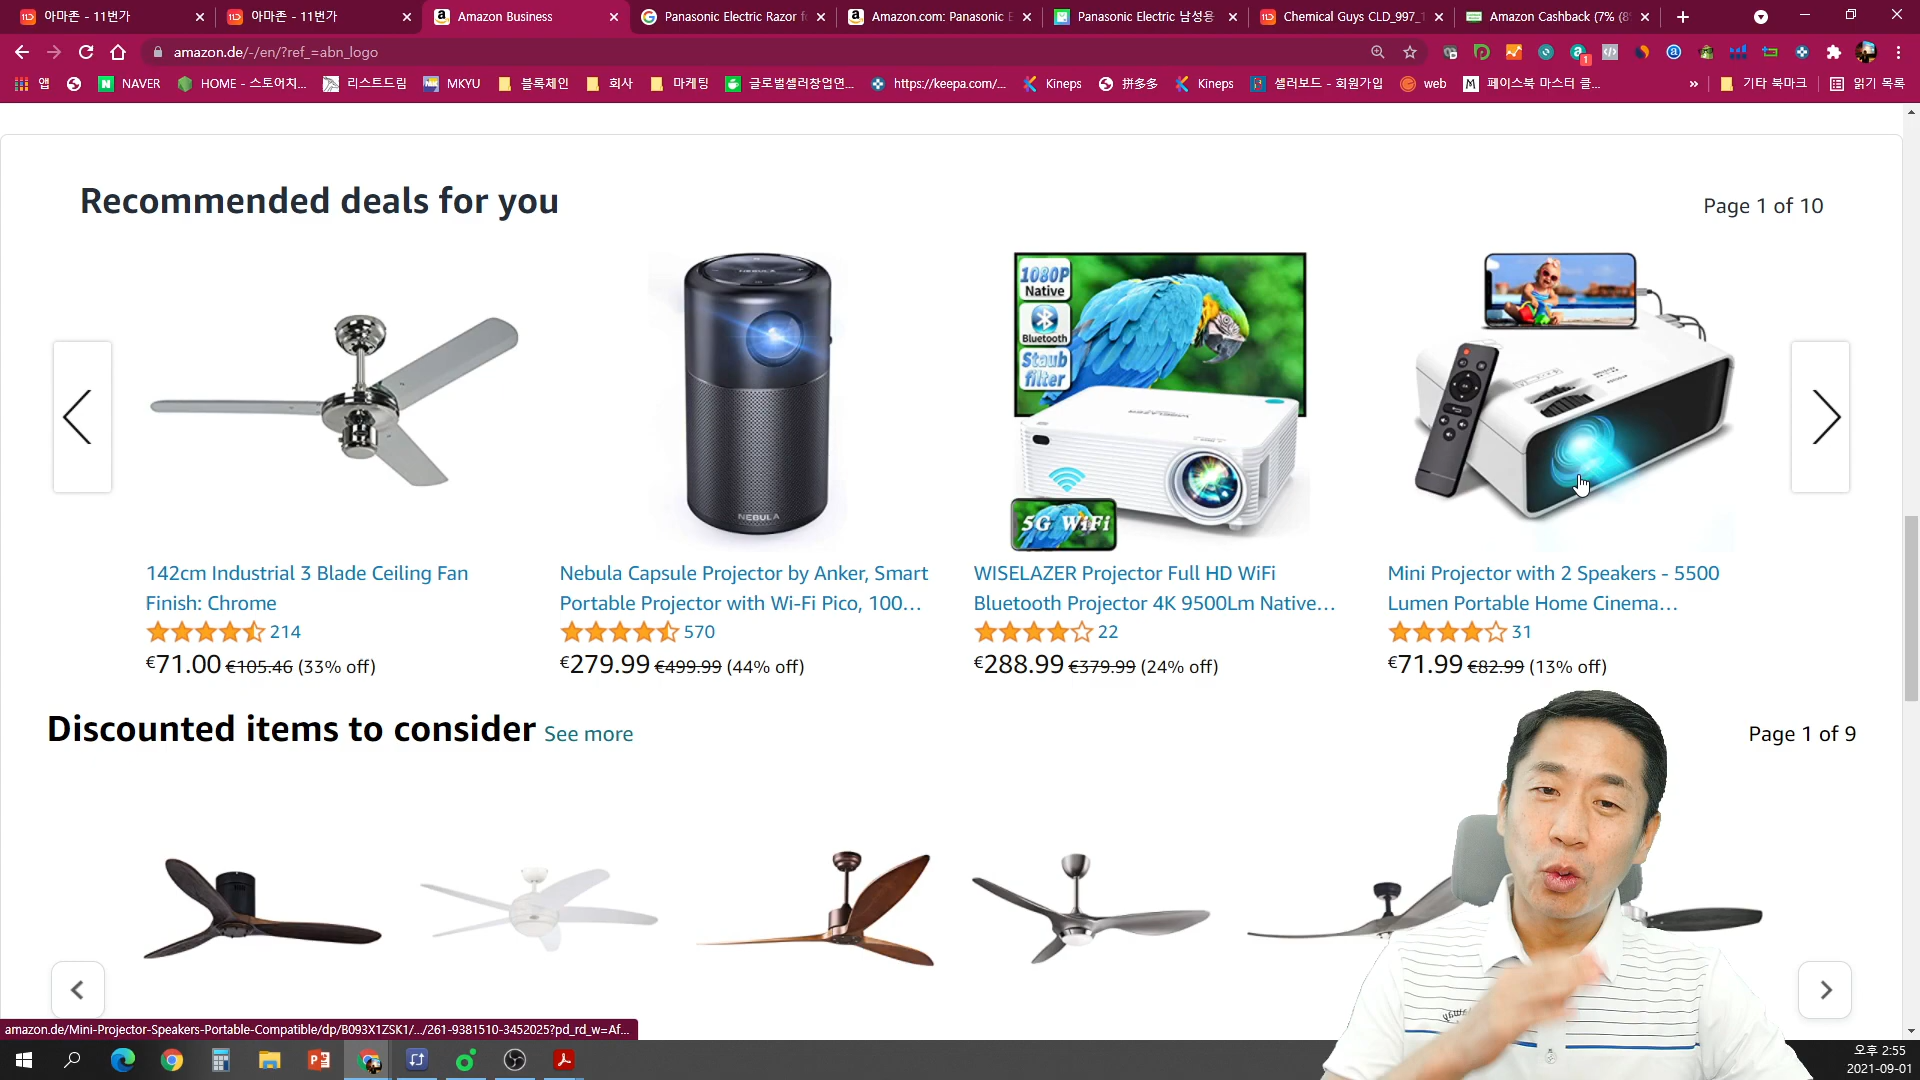 아마존 - 11번가
아마존 - 11번가
Amazon Business
Panasonic Electric Razor f
Amazon.com: Panasonic E
Panasonic Electric 남성용
Chemical Guys CLD_997_1
Amazon Cashback (7% (8
amazon.de/-/en/?ref_=abn_logo
앱
NAVER
HOME - 스토어치...
리스트드림
MKYU
블록체인
회사
마케팅
글로벌셀러창업연...
https://keepa.com/...
Kineps
拼多多
Kineps
셀러보드 - 회원가입
web
페이스북 마스터 클...
»
기타 북마크
읽기 목록
Recommended deals for you
Page 1 of 10
1080P
Native
Bluetooth
Staub
filter
5G WiFi
NEBULA
142cm Industrial 3 Blade Ceiling Fan
Finish: Chrome
214
€71.00 €105.46 (33% off)
Nebula Capsule Projector by Anker, Smart
Portable Projector with Wi-Fi Pico, 100...
570
€279.99 €499.99 (44% off)
WISELAZER Projector Full HD WiFi
Bluetooth Projector 4K 9500Lm Native...
22
€288.99 €379.99 (24% off)
Mini Projector with 2 Speakers - 5500
Lumen Portable Home Cinema...
31
€71.99 €82.99 (13% off)
Discounted items to consider See more
Page 1 of 9
amazon.de/Mini-Projector-Speakers-Portable-Compatible/dp/B093X1ZSK1/.../261-9381510-3452025?pd_rd_w=Af...
오후 2:55
2021-09-01